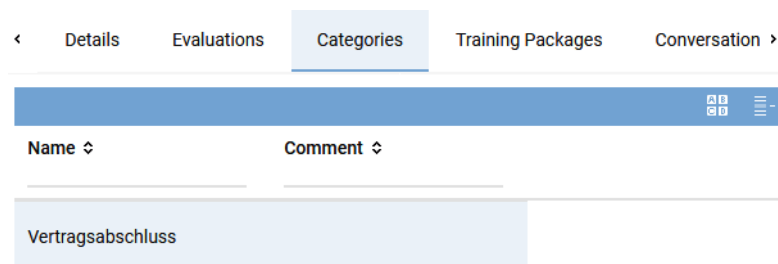 Details Evaluations Categories Training Packages Conversation
A B
C D
Name Comment
Vertragsabschluss